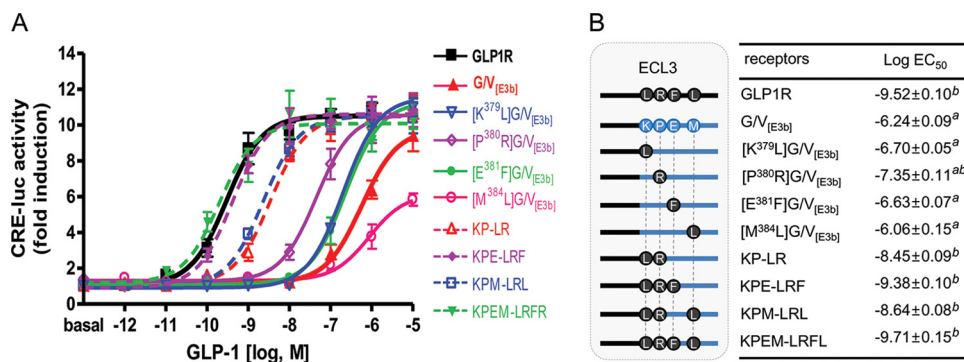 A
CRE-luc activity
(fold induction)
14
12
10
8
6
4
2
0
basal -12 -11 -10 -9 -8 -7 -6 -5
GLP-1 [log, M]
GLP1R
G/V[E3b]
[K379L]G/V[E3b]
[P380R]G/V[E3b]
[E381F]G/V[E3b]
[M384L]G/V[E3b]
KP-LR
KPE-LRF
KPM-LRL
KPEM-LRFR
B
ECL3
L R F L
K P E M
L
R
F
L
L R
L R F
L R L
L R F L
receptors Log EC50
GLP1R -9.52±0.10b
G/V[E3b] -6.24±0.09a
[K379L]G/V[E3b] -6.70±0.05a
[P380R]G/V[E3b] -7.35±0.11ab
[E381F]G/V[E3b] -6.63±0.07a
[M384L]G/V[E3b] -6.06±0.15a
KP-LR -8.45±0.09b
KPE-LRF -9.38±0.10b
KPM-LRL -8.64±0.08b
KPEM-LRFL -9.71±0.15b